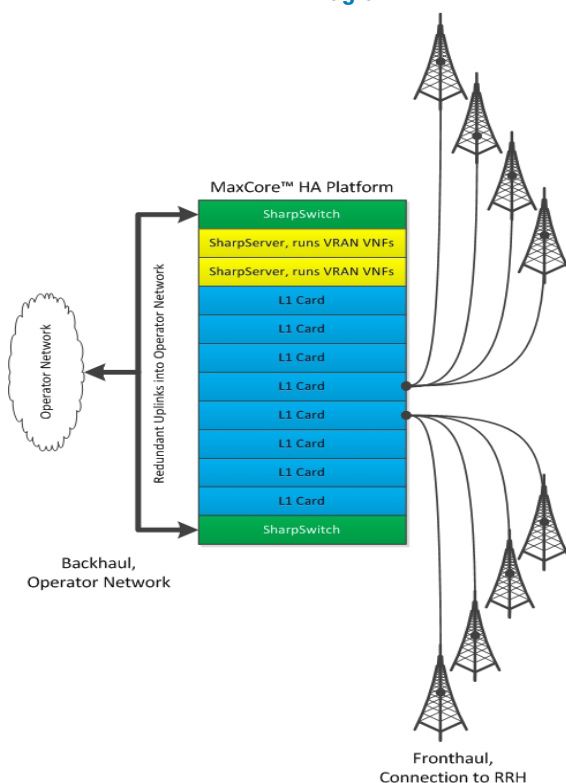 MaxCore™ HA Platform
SharpSwitch
SharpServer, runs VRAN VNFs
SharpServer, runs VRAN VNFs
L1 Card
L1 Card
L1 Card
L1 Card
L1 Card
L1 Card
L1 Card
L1 Card
SharpSwitch
Operator Network
Redundant Uplinks into Operator Network
Backhaul,
Operator Network
Fronthaul,
Connection to RRH